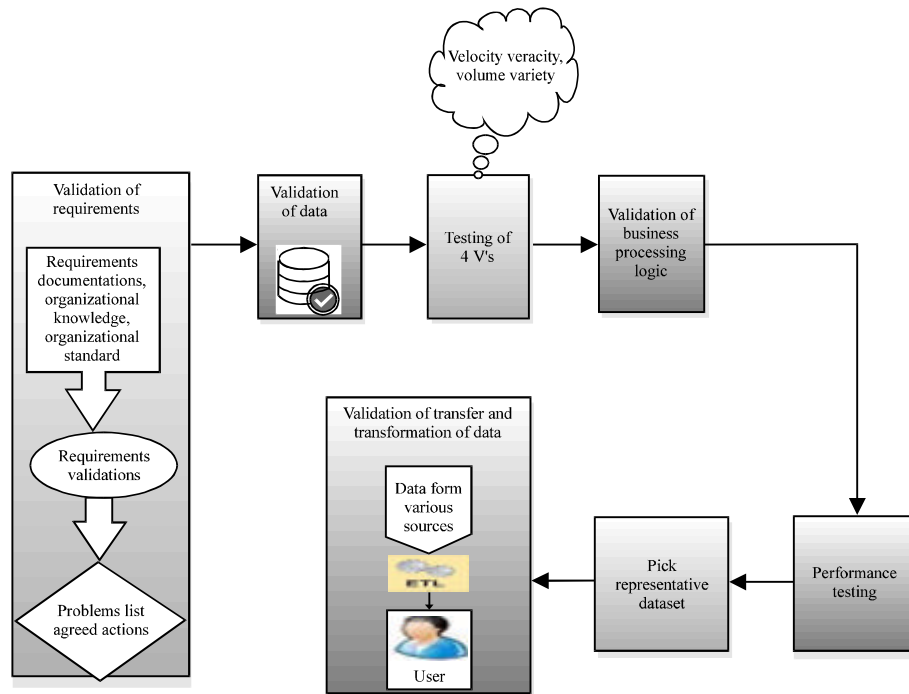 Velocity veracity,
volume variety
Validation of
requirements
Requirements
documentations,
organizational
knowledge,
organizational
standard
Requirements
validations
Problems list
agreed actions
Validation
of data
Testing of
4 V's
Validation of
business
processing
logic
Performance
testing
Pick
representative
dataset
Validation of transfer and
transformation of data
Data form
various
sources
ETL
User